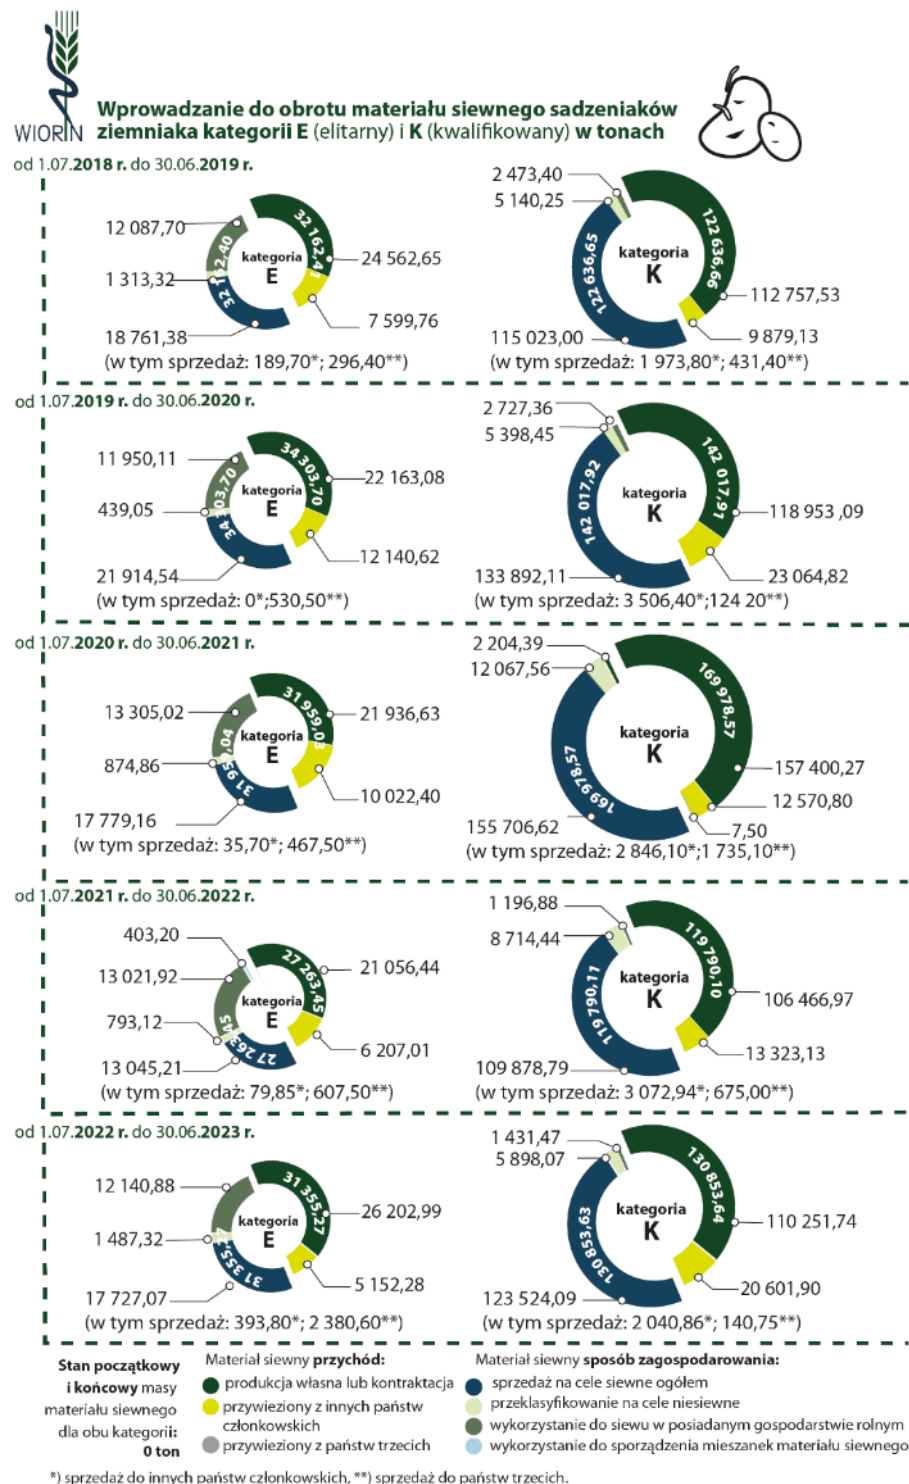 WIORIN
Wprowadzanie do obrotu materiału siewnego sadzeniaków
ziemniaka kategorii E (elitarny) i K (kwalifikowany) w tonach
od 1.07.2018 r. do 30.06.2019 r.
12 087,70
1 313,32
18 761,38
32 162,40
kategoria
E
32 162,41
24 562,65
7 599,76
(w tym sprzedaż: 189,70*; 296,40**)
2 473,40
5 140,25
115 023,00
122 636,65
kategoria
K
122 636,66
112 757,53
9 879,13
(w tym sprzedaż: 1 973,80*; 431,40**)
od 1.07.2019 r. do 30.06.2020 r.
11 950,11
439,05
21 914,54
34 303,70
kategoria
E
34 303,70
22 163,08
12 140,62
(w tym sprzedaż: 0*;530,50**)
2 727,36
5 398,45
133 892,11
142 017,92
kategoria
K
142 017,91
118 953 ,09
23 064,82
(w tym sprzedaż: 3 506,40*;124 20**)
od 1.07.2020 r. do 30.06.2021 r.
13 305,02
874,86
17 779,16
31 959,04
kategoria
E
31 959,03
21 936,63
10 022,40
(w tym sprzedaż: 35,70*; 467,50**)
2 204,39
12 067,56
155 706,62
169 978,57
kategoria
K
169 978,57
157 400,27
12 570,80
7,50
(w tym sprzedaż: 2 846,10*;1 735,10**)
od 1.07.2021 r. do 30.06.2022 r.
403,20
13 021,92
793,12
13 045,21
27 263,45
kategoria
E
27 263,45
21 056,44
6 207,01
(w tym sprzedaż: 79,85*; 607,50**)
1 196,88
8 714,44
109 878,79
119 790,11
kategoria
K
119 790,10
106 466,97
13 323,13
(w tym sprzedaż: 3 072,94*; 675,00**)
od 1.07.2022 r. do 30.06.2023 r.
12 140,88
1 487,32
17 727,07
31 355,27
kategoria
E
31 355,27
26 202,99
5 152,28
(w tym sprzedaż: 393,80*; 2 380,60**)
1 431,47
5 898,07
123 524,09
130 853,63
kategoria
K
130 853,64
110 251,74
20 601,90
(w tym sprzedaż: 2 040,86*; 140,75**)
Stan początkowy
i końcowy masy
materiału siewnego
dla obu kategorii:
0 ton
Materiał siewny przychód:
produkcja własna lub kontraktacja
przywieziony z innych państw
członkowskich
przywieziony z państw trzecich
Materiał siewny sposób zagospodarowania:
sprzedaż na cele siewne ogółem
przeklasyfikowanie na cele niesiewne
wykorzystanie do siewu w posiadanym gospodarstwie rolnym
wykorzystanie do sporządzenia mieszanek materiału siewnego
*) sprzedaż do innych państw członkowskich, **) sprzedaż do państw trzecich.